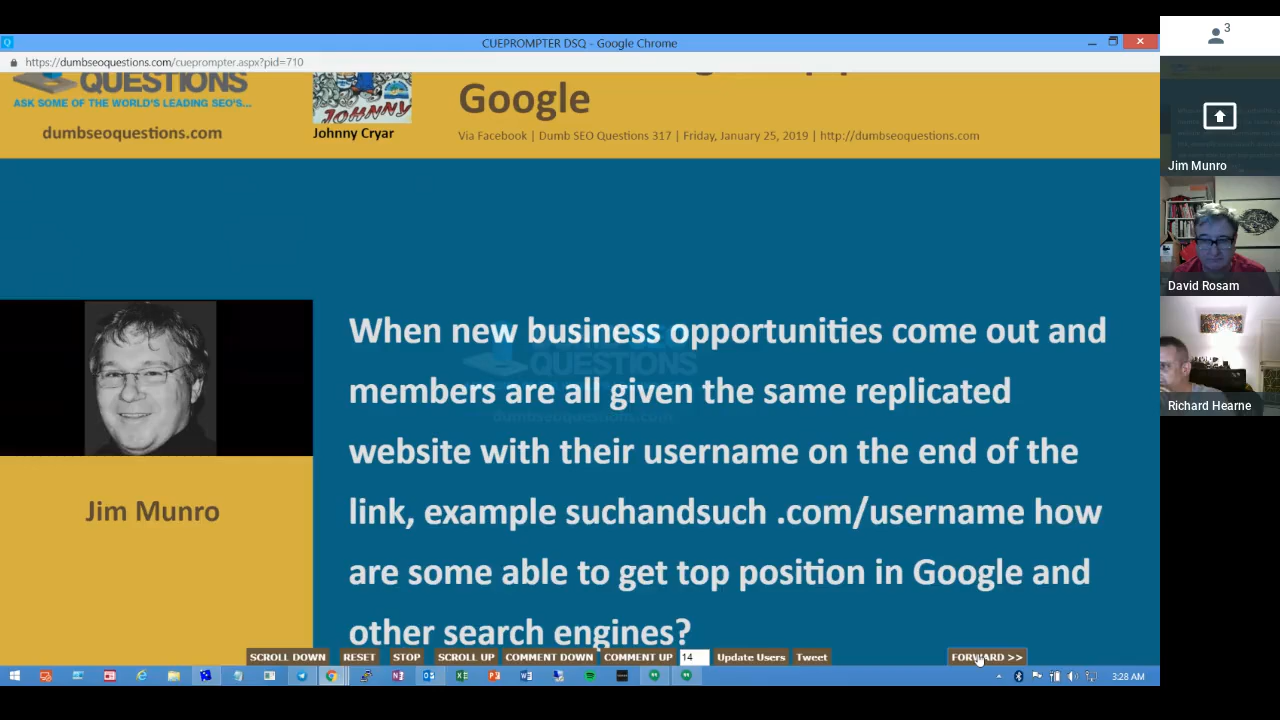 3
CUEPROMPTER DSQ - Google Chrome
https://dumbseoquestions.com/cueprompter.aspx?pid=710
Jim Munro
QUESTIONS
ASK SOME OF THE WORLD'S LEADING SEO'S...
dumbseoquestions.com
JOHNNY
Johnny Cryar
Google
Via Facebook | Dumb SEO Questions 317 | Friday, January 25, 2019 | http://dumbseoquestions.com
David Rosam
Richard Hearne
Jim Munro
When new business opportunities come out and
members are all given the same replicated
website with their username on the end of the
link, example suchandsuch .com/username how
are some able to get top position in Google and
other search engines?
QUESTIONS
dumbseoquestions.com
SCROLL DOWN RESET STOP SCROLL UP COMMENT DOWN COMMENT UP 14 Update Users Tweet FORWARD >>
3:28 AM